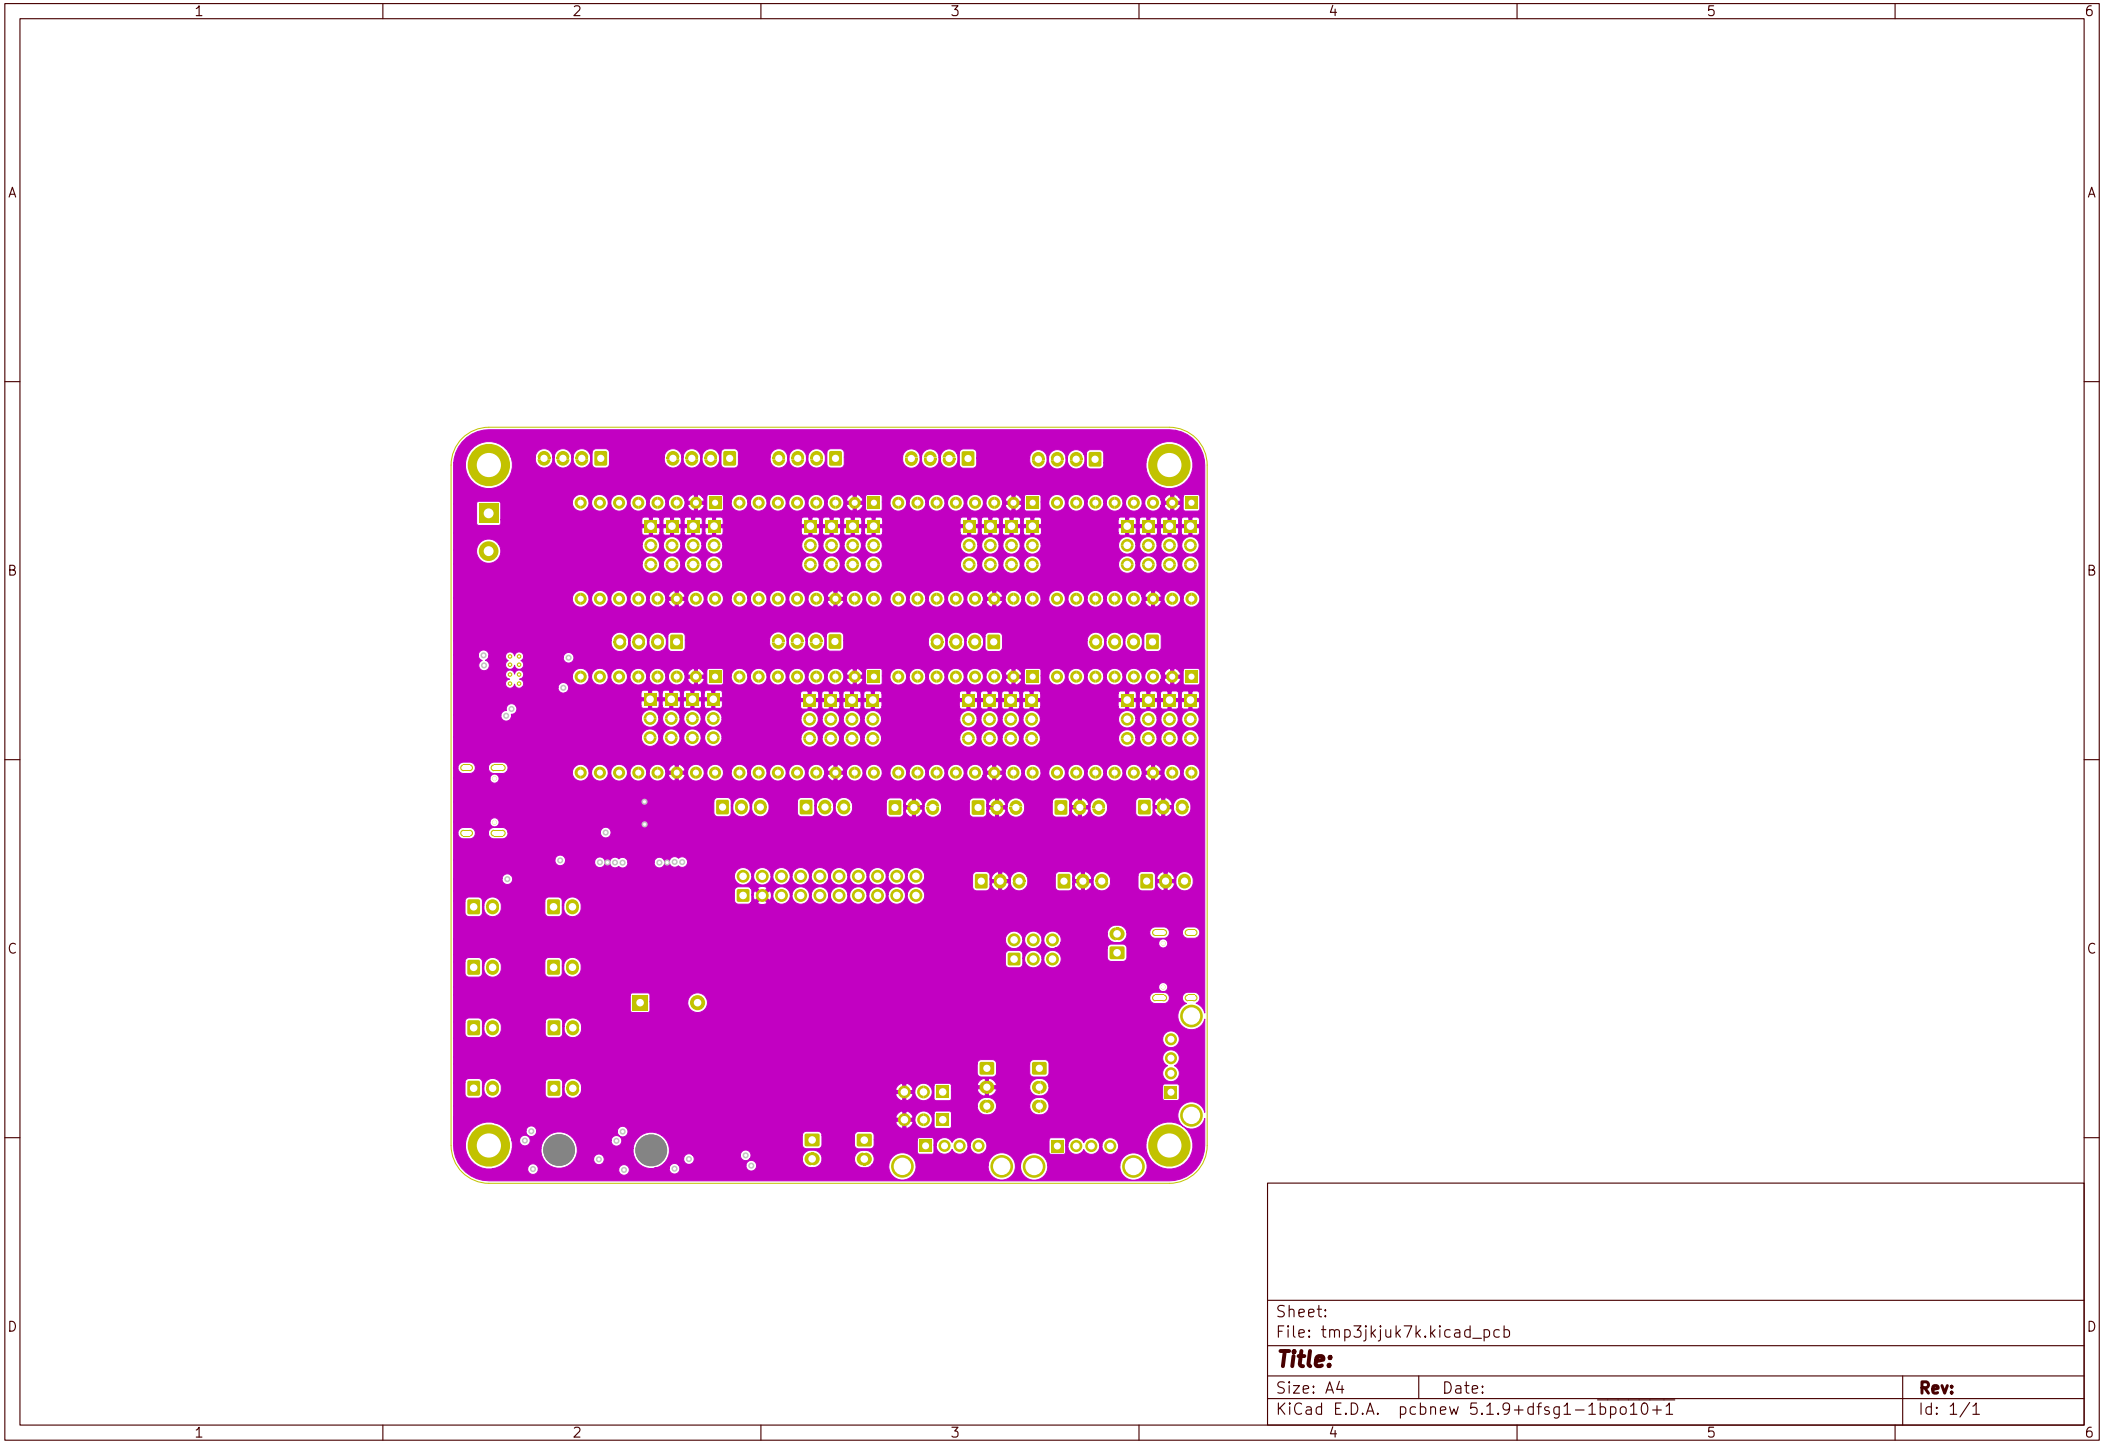 1 2 3 4 5 6
A A
B B
C C
D D
Sheet:
File: tmp3jkjuk7k.kicad_pcb
Title:
Size: A4 Date: Rev:
KiCad E.D.A. pcbnew 5.1.9+dfsg1-1bpo10+1 Id: 1/1
1 2 3 4 5 6